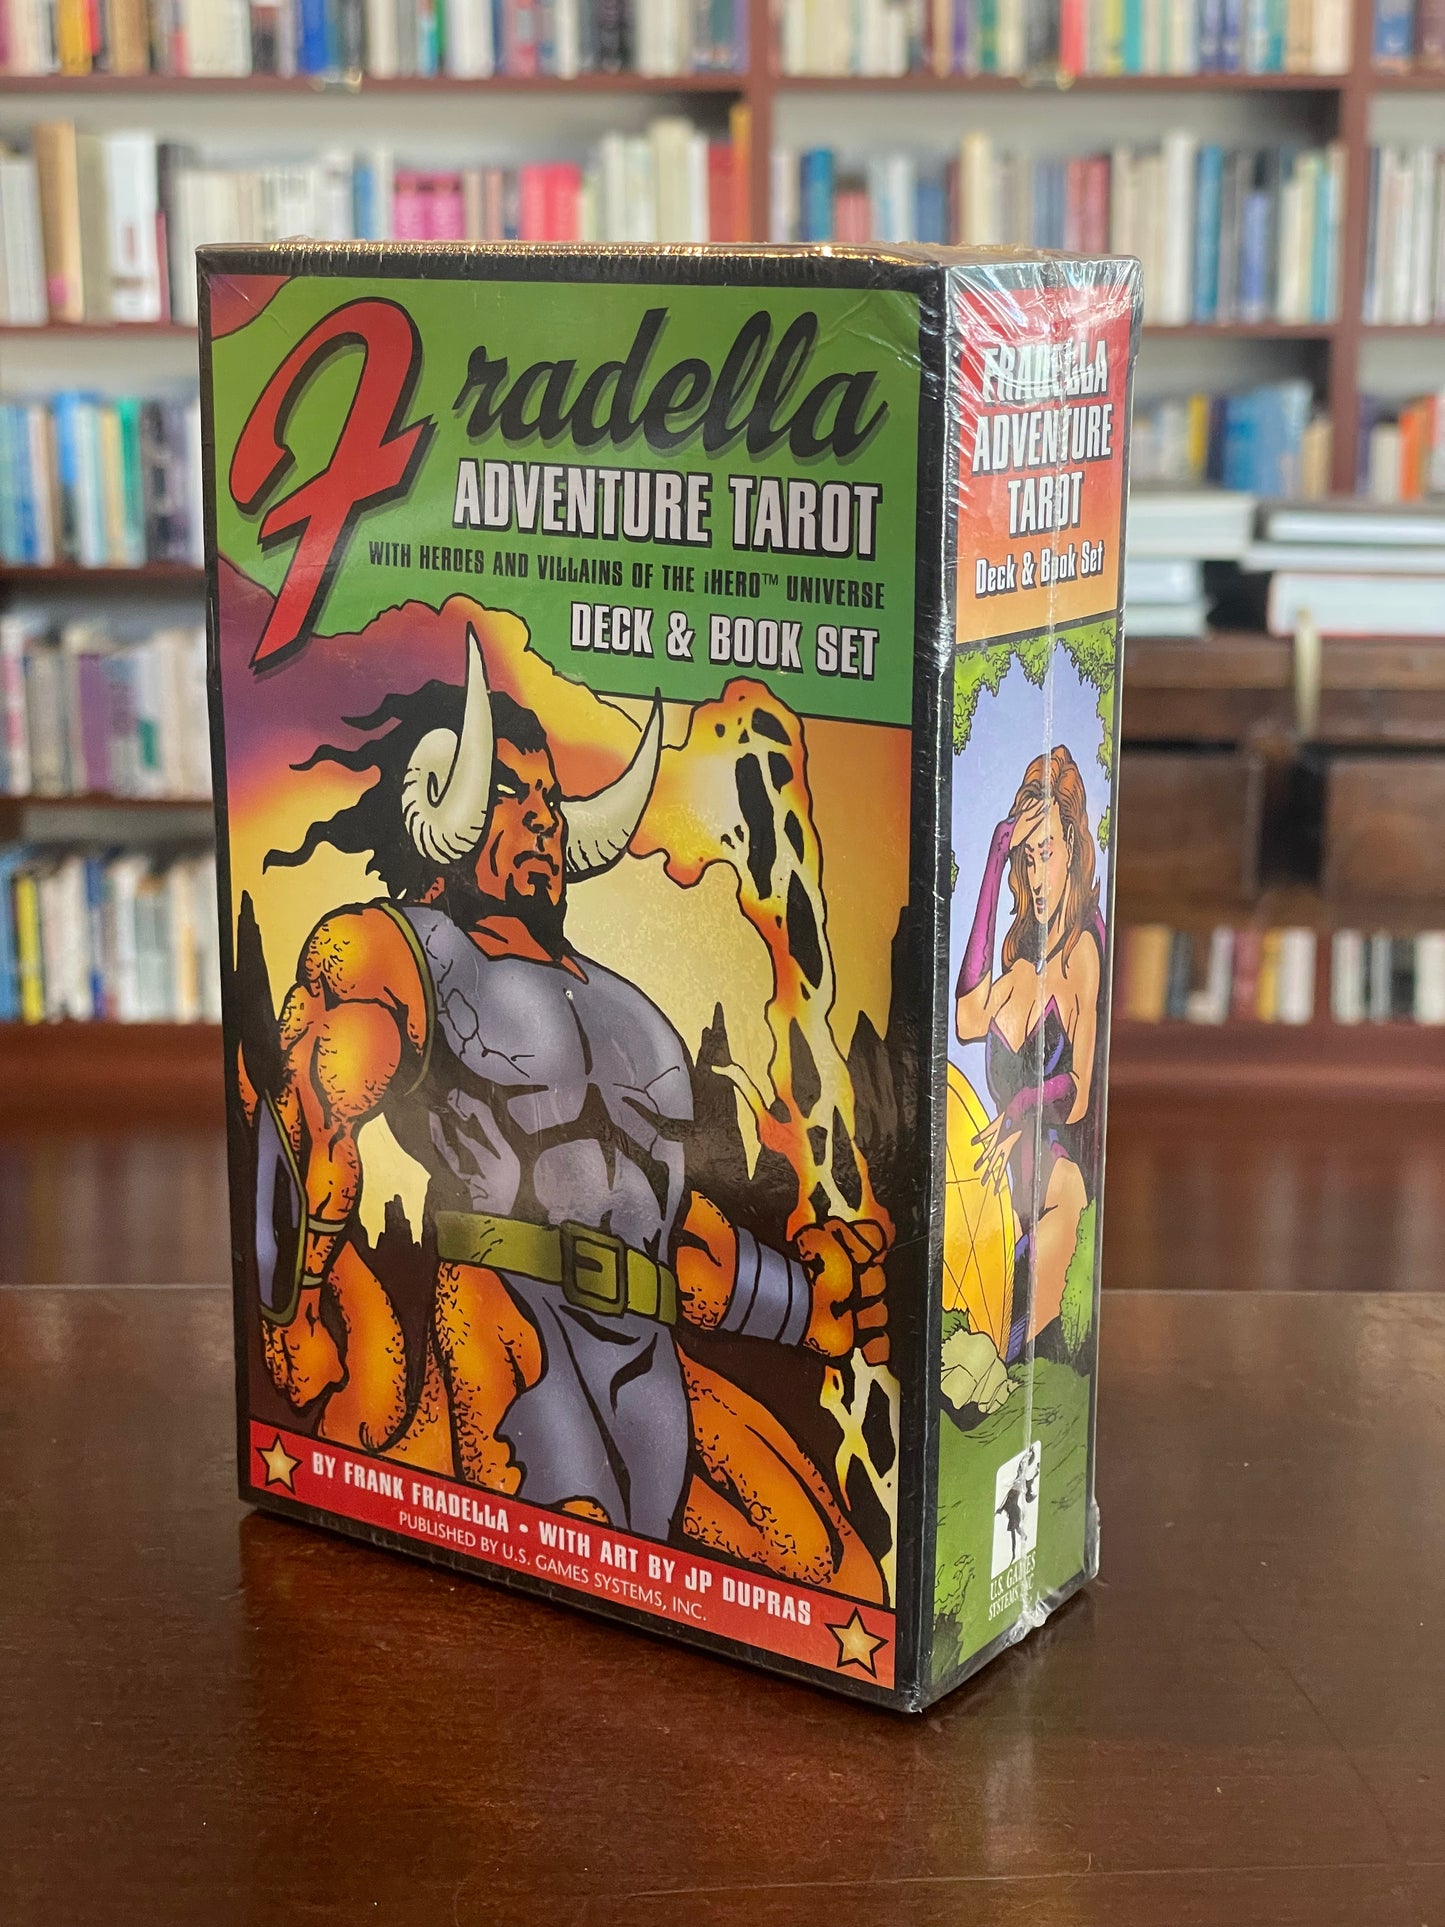 Fradella
ADVENTURE TAROT
WITH HEROES AND VILLAINS OF THE iHERO™ UNIVERSE
DECK & BOOK SET
BY FRANK FRADELLA • WITH ART BY JP DUPRAS
PUBLISHED BY U.S. GAMES SYSTEMS, INC.
FRADELLA
ADVENTURE
TAROT
Deck & Book Set
U.S. GAMES
SYSTEMS, INC.